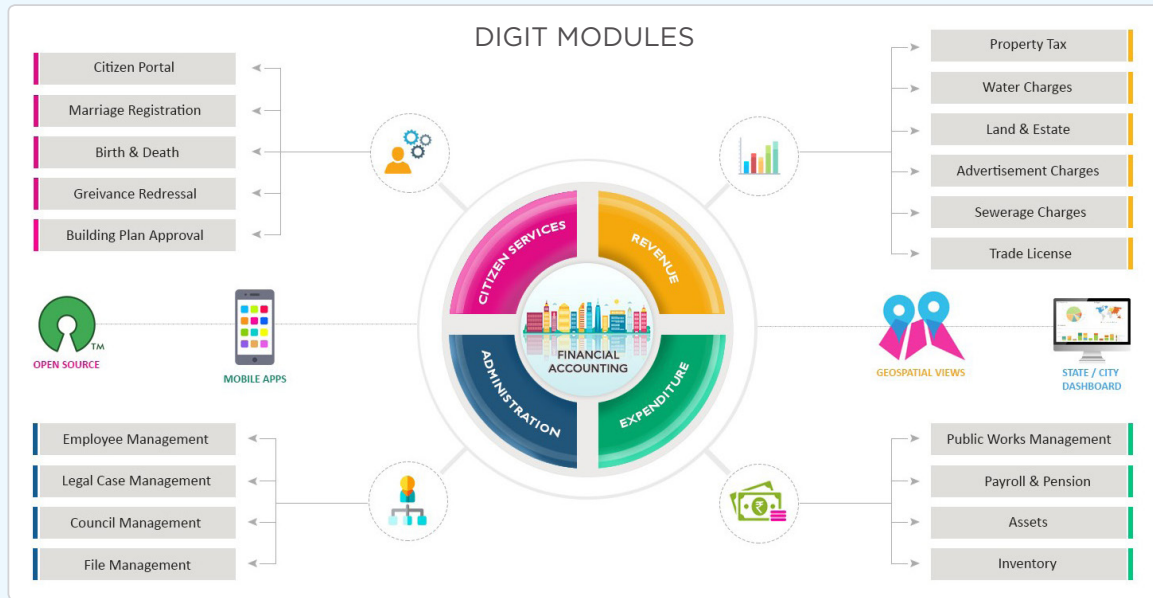 DIGIT MODULES
Citizen Portal
Marriage Registration
Birth & Death
Greivance Redressal
Building Plan Approval
Property Tax
Water Charges
Land & Estate
Advertisement Charges
Sewerage Charges
Trade License
CITIZEN SERVICES
REVENUE
ADMINISTRATION
EXPENDITURE
FINANCIAL
ACCOUNTING
TM
OPEN SOURCE
MOBILE APPS
GEOSPATIAL VIEWS
STATE / CITY
DASHBOARD
Employee Management
Legal Case Management
Council Management
File Management
₹
Public Works Management
Payroll & Pension
Assets
Inventory